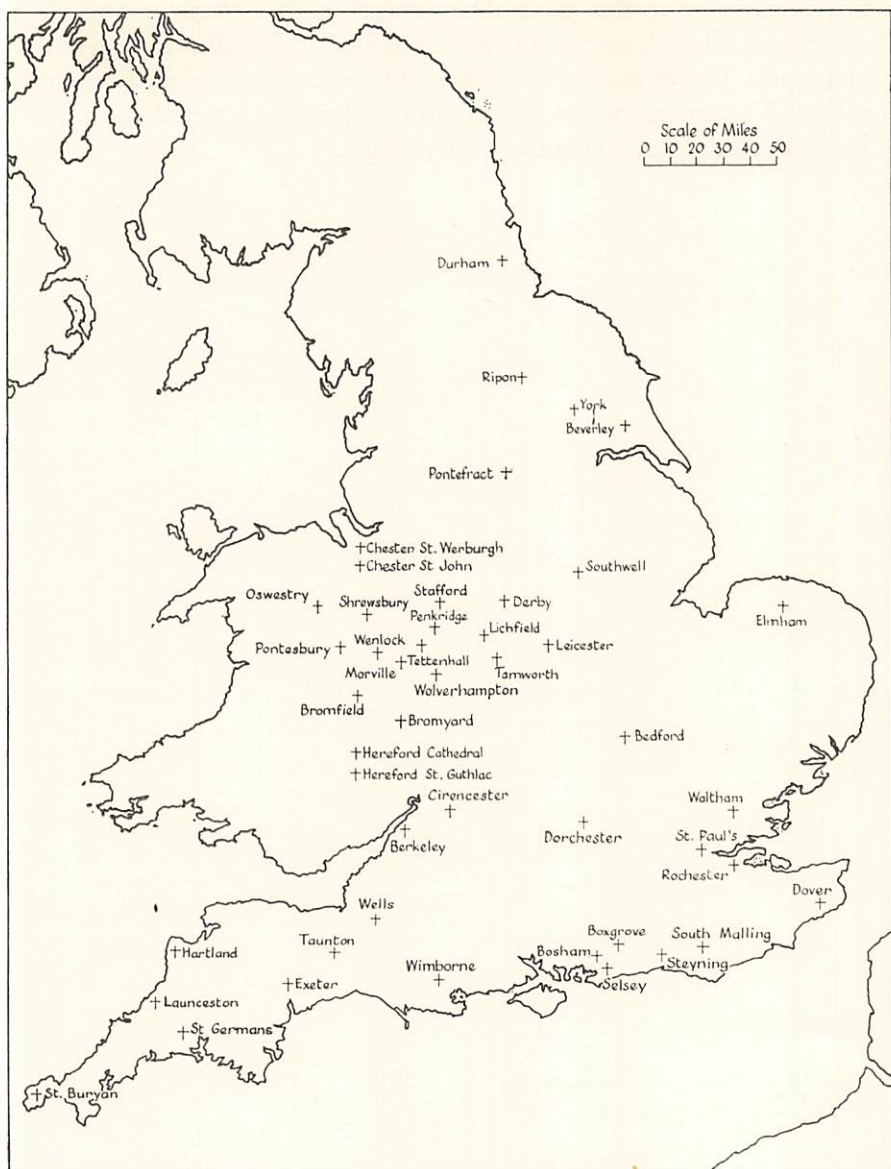 Scale of Miles
0 10 20 30 40 50
Durham
Ripon
York
Beverley
Pontefract
Chester St. Werburgh
Chester St John
Southwell
Oswestry
Shrewsbury
Stafford
Derby
Elmham
Penkridge
Lichfield
Pontesbury
Wenlock
Leicester
Morville
Tettenhall
Tamworth
Wolverhampton
Bromfield
Bromyard
Bedford
Hereford Cathedral
Hereford St. Guthlac
Cirencester
Waltham
Berkeley
Dorchester
St. Paul's
Rochester
Dover
Wells
Hartland
Taunton
Boxgrove
South Malling
Bosham
Steyning
Wimborne
Selsey
Exeter
Launceston
St Germans
St. Buryan